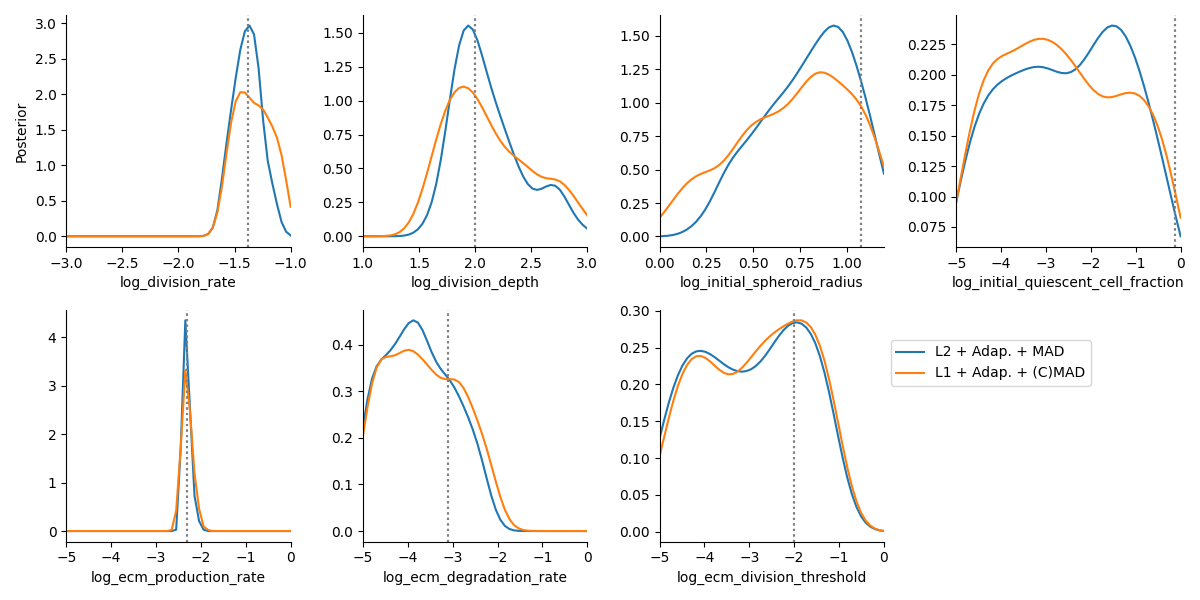 Posterior
3.0
2.5
2.0
1.5
1.0
0.5
0.0
−3.0 −2.5 −2.0 −1.5 −1.0
log_division_rate
1.50
1.25
1.00
0.75
0.50
0.25
0.00
1.0 1.5 2.0 2.5 3.0
log_division_depth
1.50
1.25
1.00
0.75
0.50
0.25
0.00
0.00 0.25 0.50 0.75 1.00
log_initial_spheroid_radius
0.225
0.200
0.175
0.150
0.125
0.100
0.075
−5 −4 −3 −2 −1 0
log_initial_quiescent_cell_fraction
4
3
2
1
0
−5 −4 −3 −2 −1 0
log_ecm_production_rate
0.4
0.3
0.2
0.1
0.0
−5 −4 −3 −2 −1 0
log_ecm_degradation_rate
0.30
0.25
0.20
0.15
0.10
0.05
0.00
−5 −4 −3 −2 −1 0
log_ecm_division_threshold
L2 + Adap. + MAD
L1 + Adap. + (C)MAD